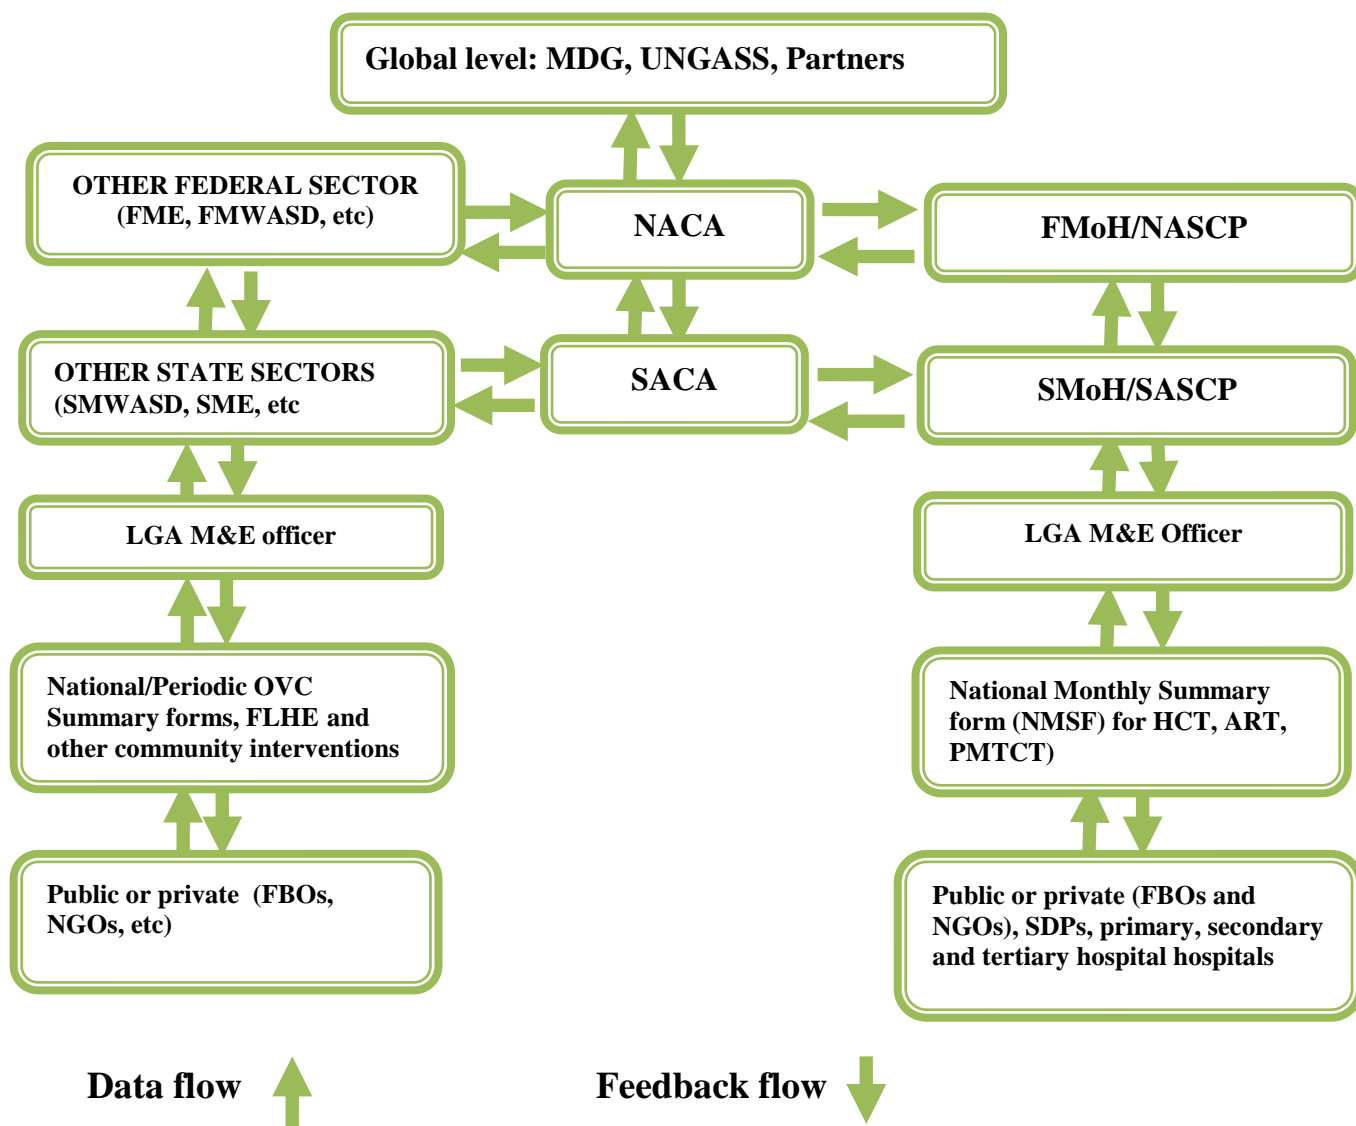 Global level: MDG, UNGASS, Partners
OTHER FEDERAL SECTOR
(FME, FMWASD, etc)
NACA
FMoH/NASCP
OTHER STATE SECTORS
(SMWASD, SME, etc
SACA
SMoH/SASCP
LGA M&E officer
LGA M&E Officer
National/Periodic OVC
Summary forms, FLHE and
other community interventions
National Monthly Summary
form (NMSF) for HCT, ART,
PMTCT)
Public or private (FBOs,
NGOs, etc)
Public or private (FBOs and
NGOs), SDPs, primary, secondary
and tertiary hospital hospitals
Data flow
Feedback flow